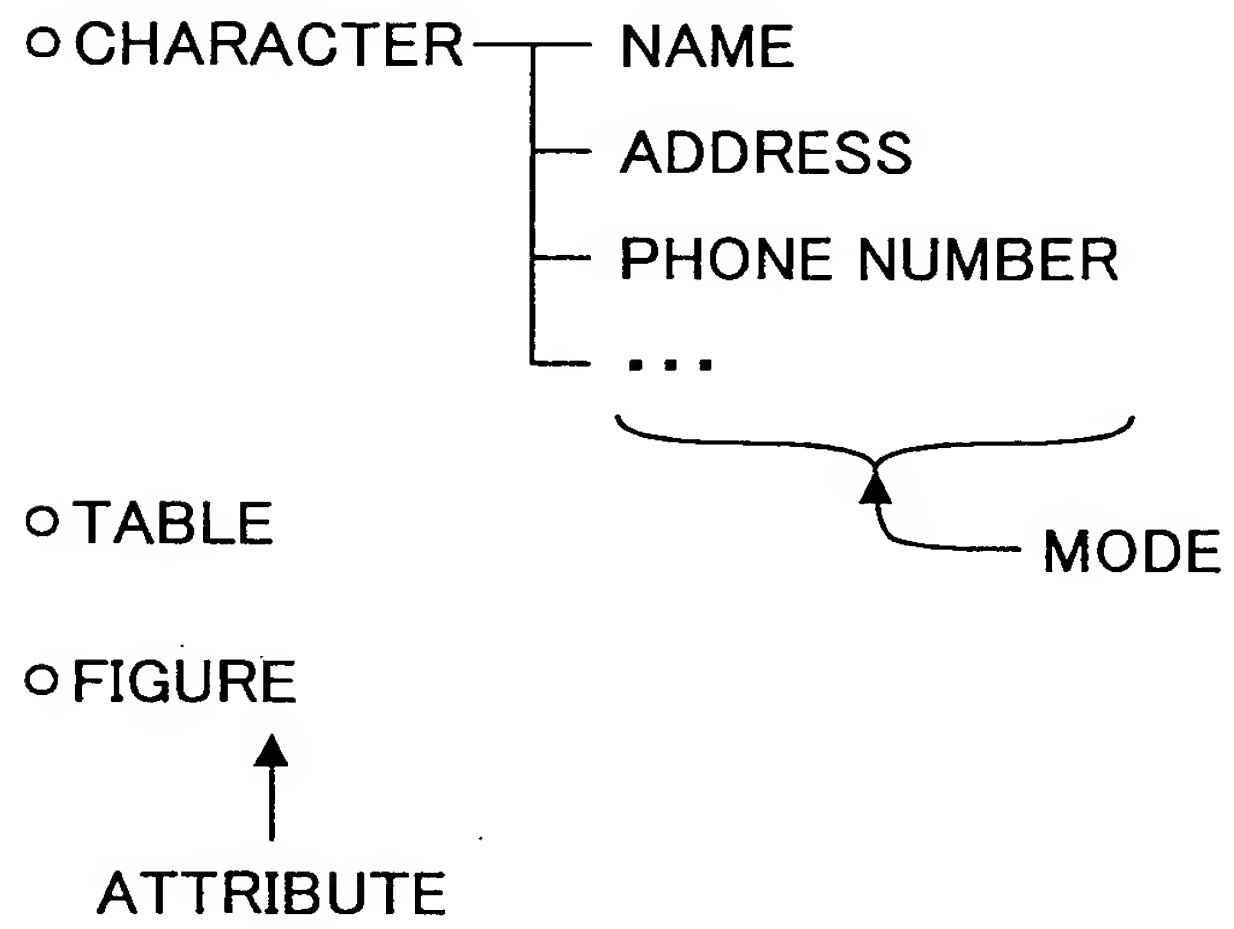 ○ CHARACTER NAME
ADDRESS
PHONE NUMBER
...
MODE
○ TABLE
○ FIGURE
ATTRIBUTE